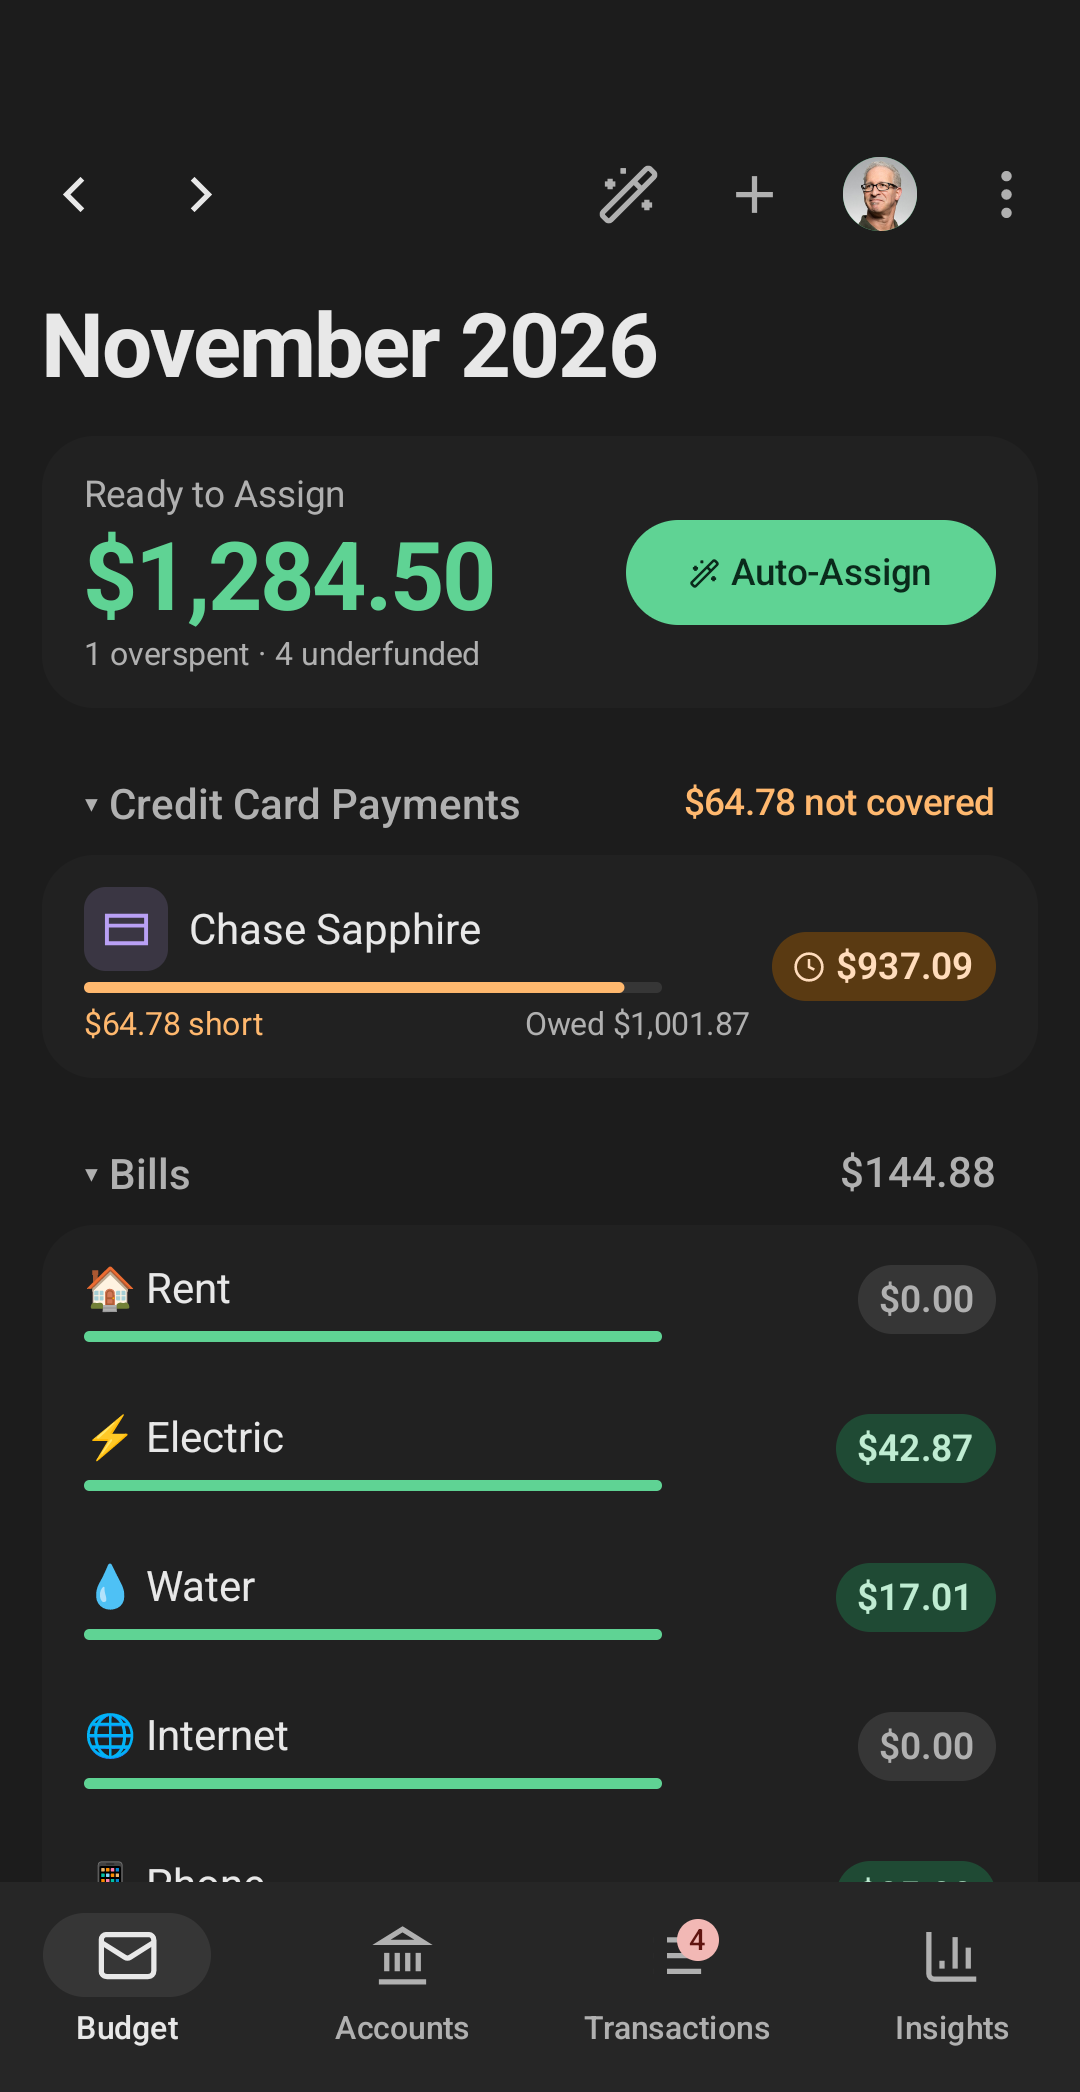 November 2026
Ready to Assign
$1,284.50
Auto-Assign
1 overspent · 4 underfunded
Credit Card Payments
$64.78 not covered
Chase Sapphire
$937.09
$64.78 short
Owed $1,001.87
Bills
$144.88
Rent
$0.00
Electric
$42.87
Water
$17.01
Internet
$0.00
Phone
4
Budget
Accounts
Transactions
Insights